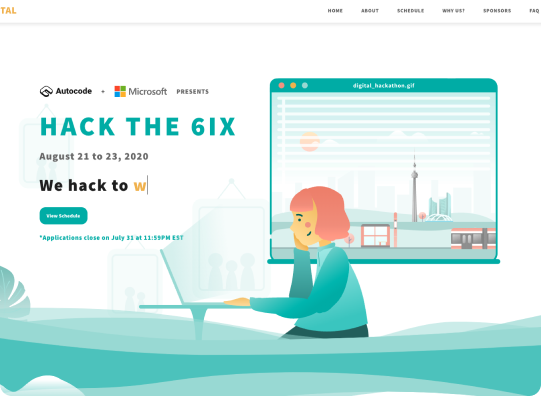 TAL
HOME ABOUT SCHEDULE WHY US? SPONSORS FAQ
digital_hackathon.gif
Autocode + Microsoft PRESENTS
HACK THE 6IX
August 21 to 23, 2020
We hack to w
View Schedule
*Applications close on July 31 at 11:59PM EST